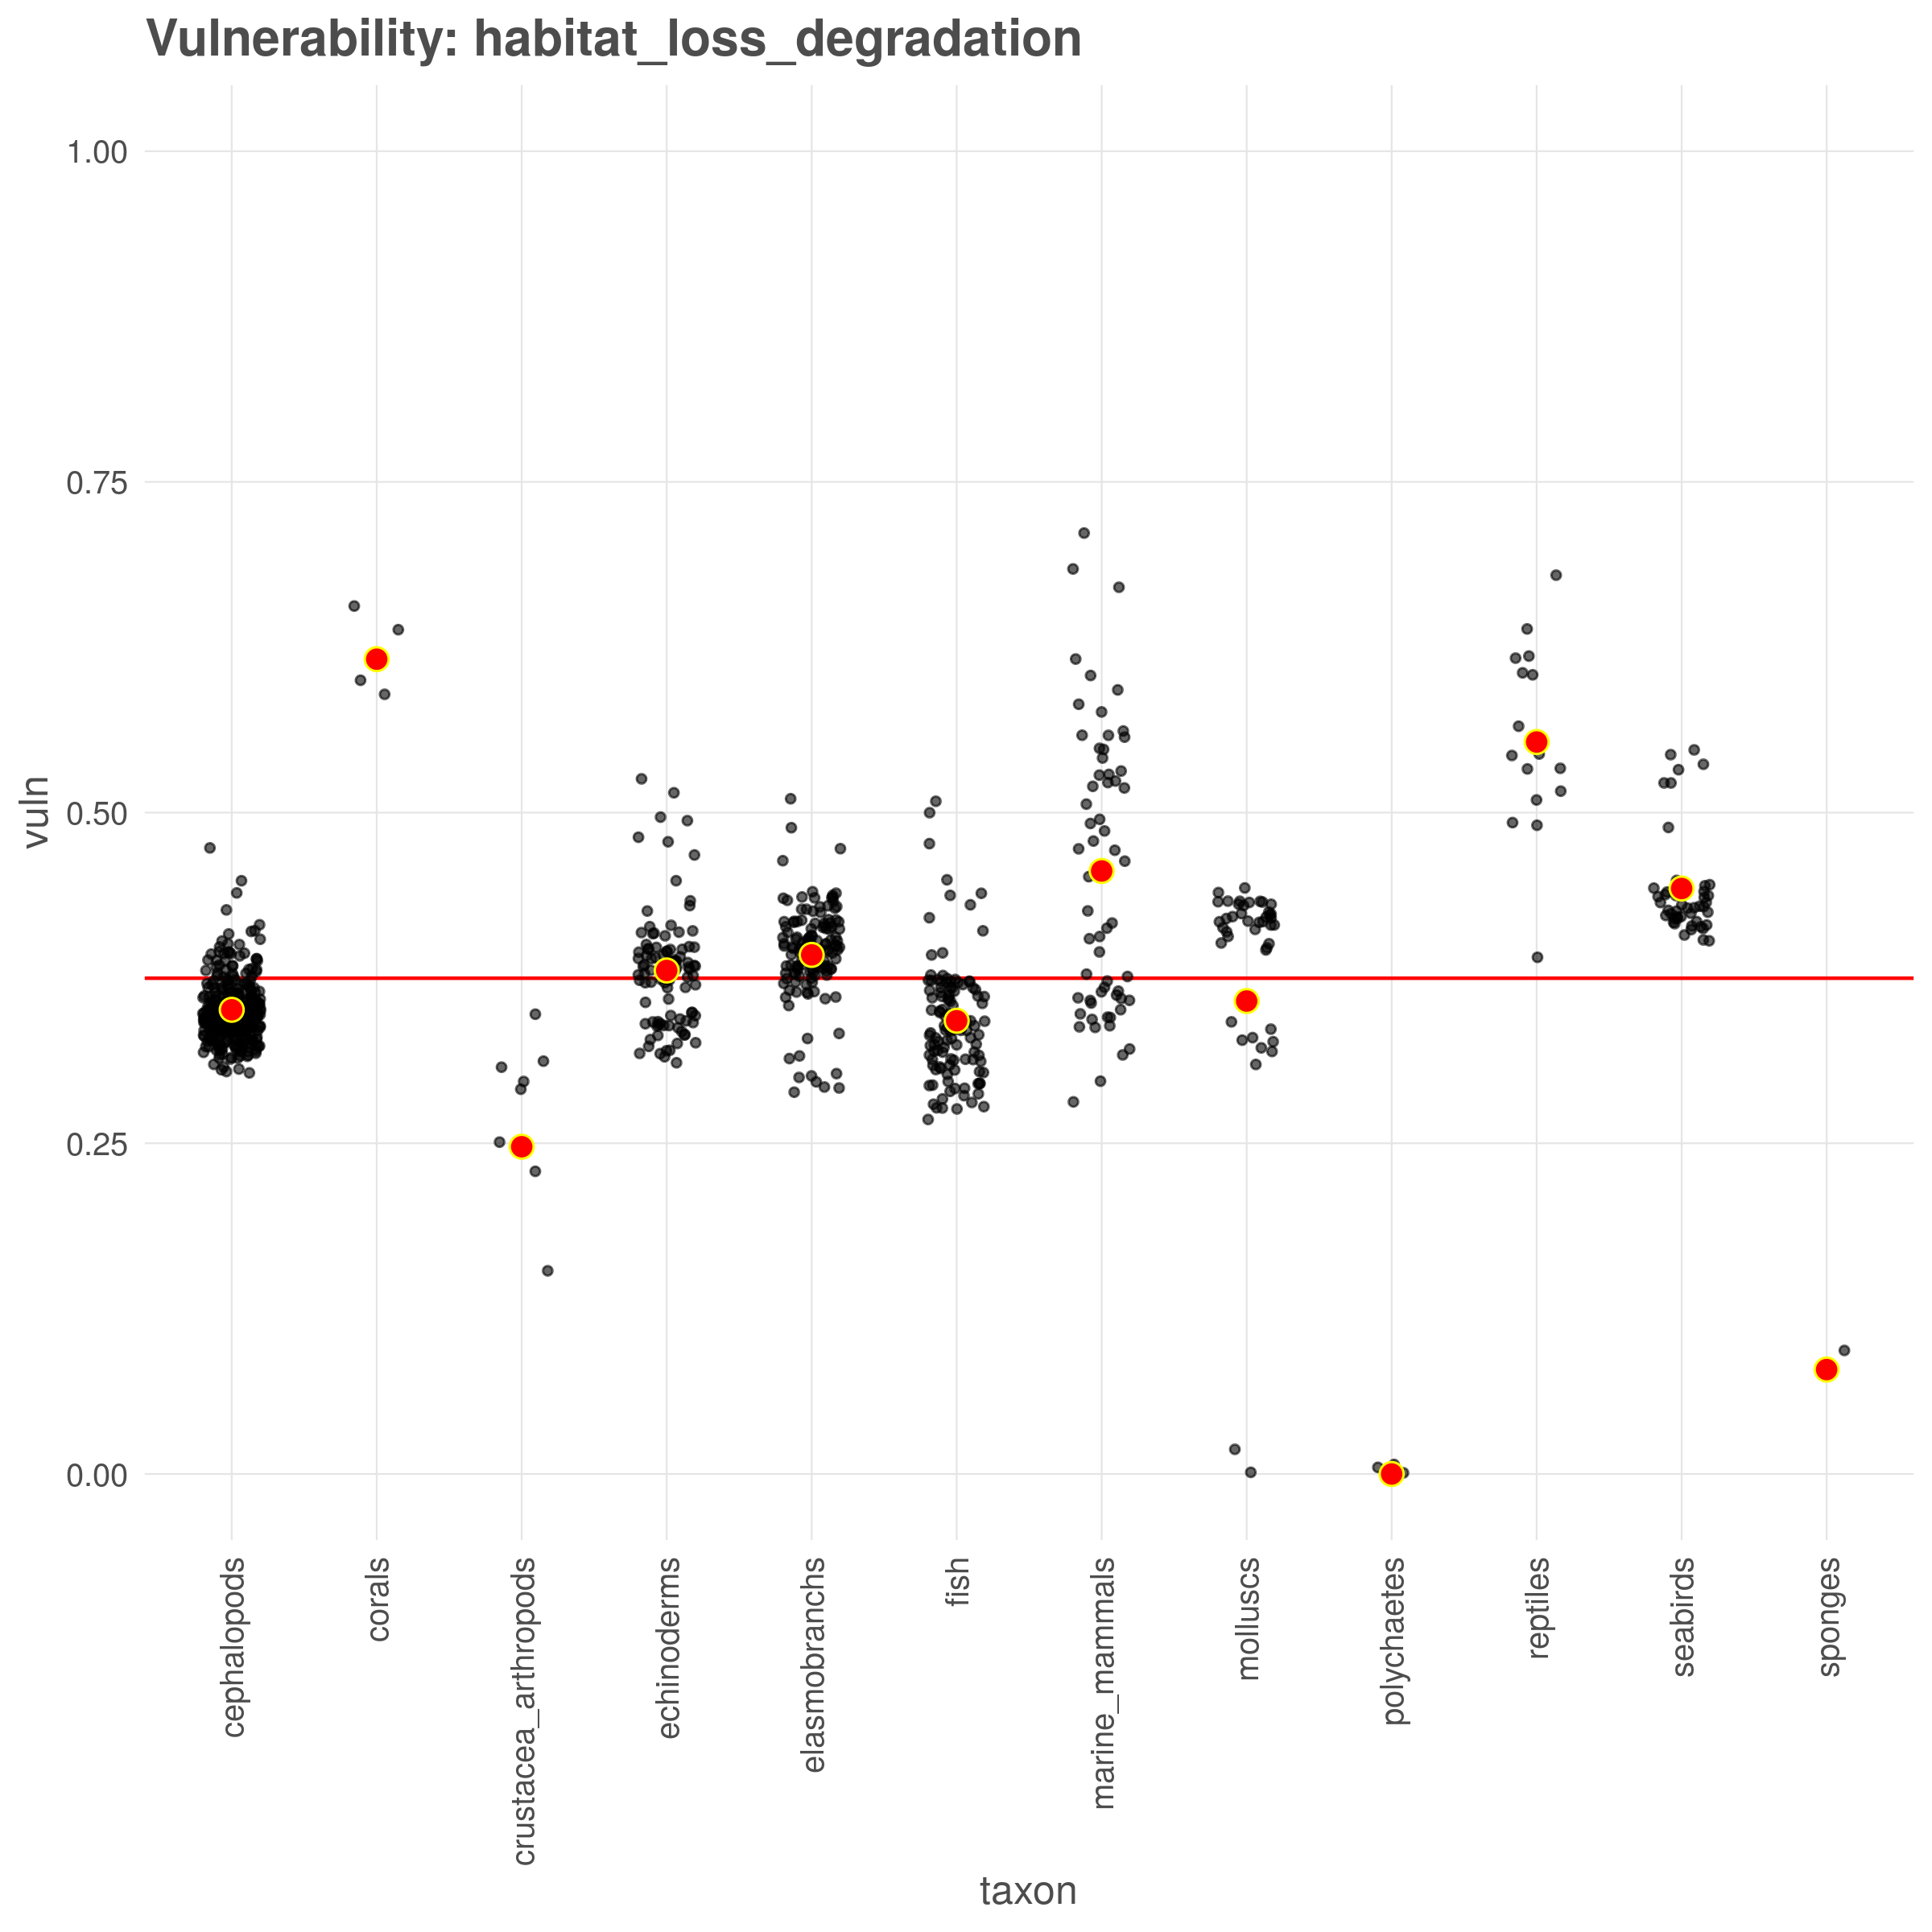 Vulnerability: habitat_loss_degradation
vuln
1.00
0.75
0.50
0.25
0.00
cephalopods
corals
crustacea_arthropods
echinoderms
elasmobranchs
fish
marine_mammals
molluscs
polychaetes
reptiles
seabirds
sponges
taxon